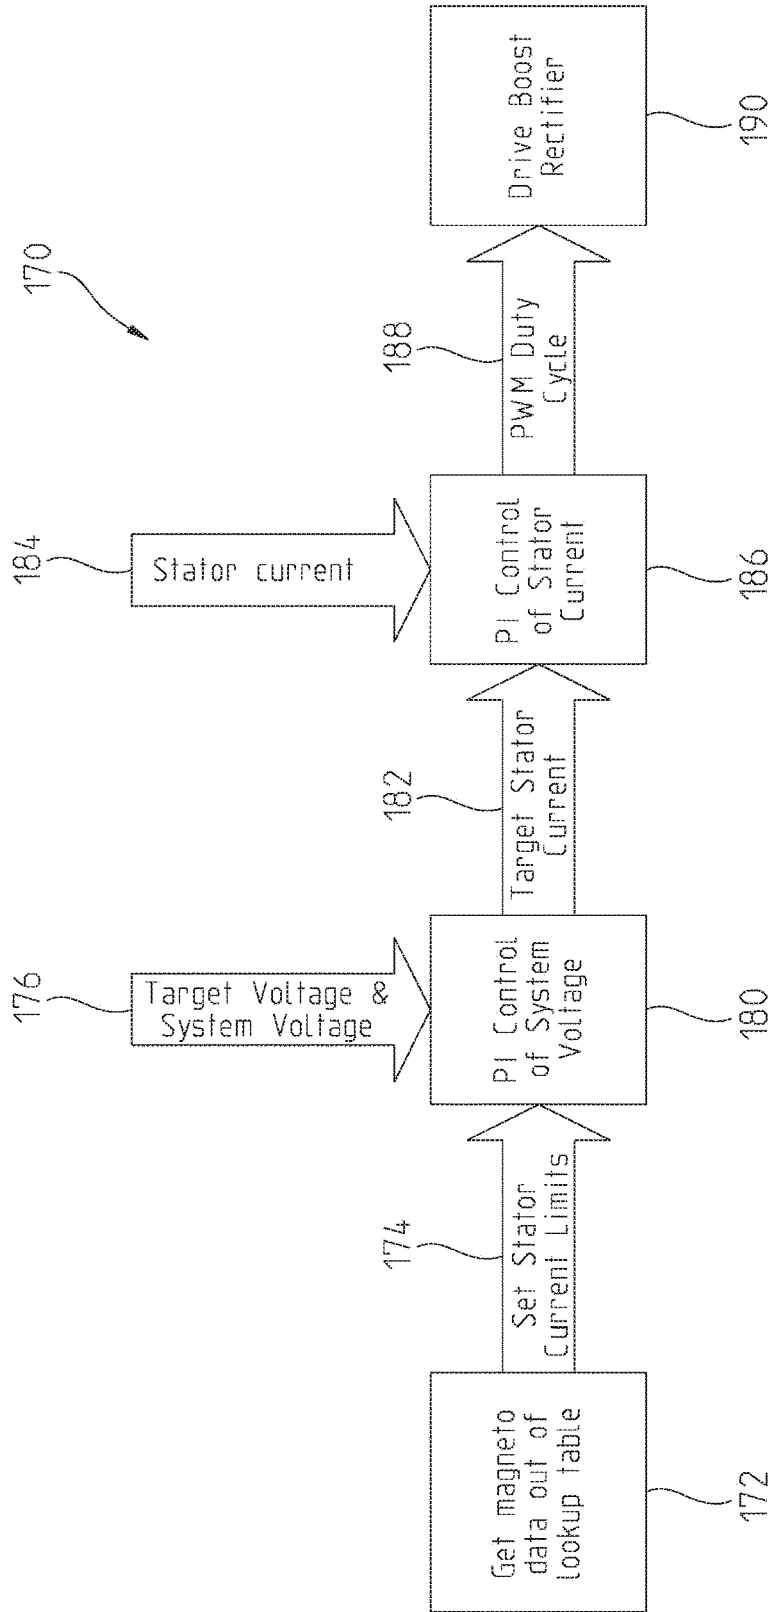 170
184
176
Stator current
Target Voltage &
System Voltage
174
182
188
Get magneto
data out of
lookup table
Set Stator
Current Limits
PI Control
of System
Voltage
Target Stator
Current
PI Control
of Stator
Current
PWM Duty
Cycle
Drive Boost
Rectifier
172
180
186
190